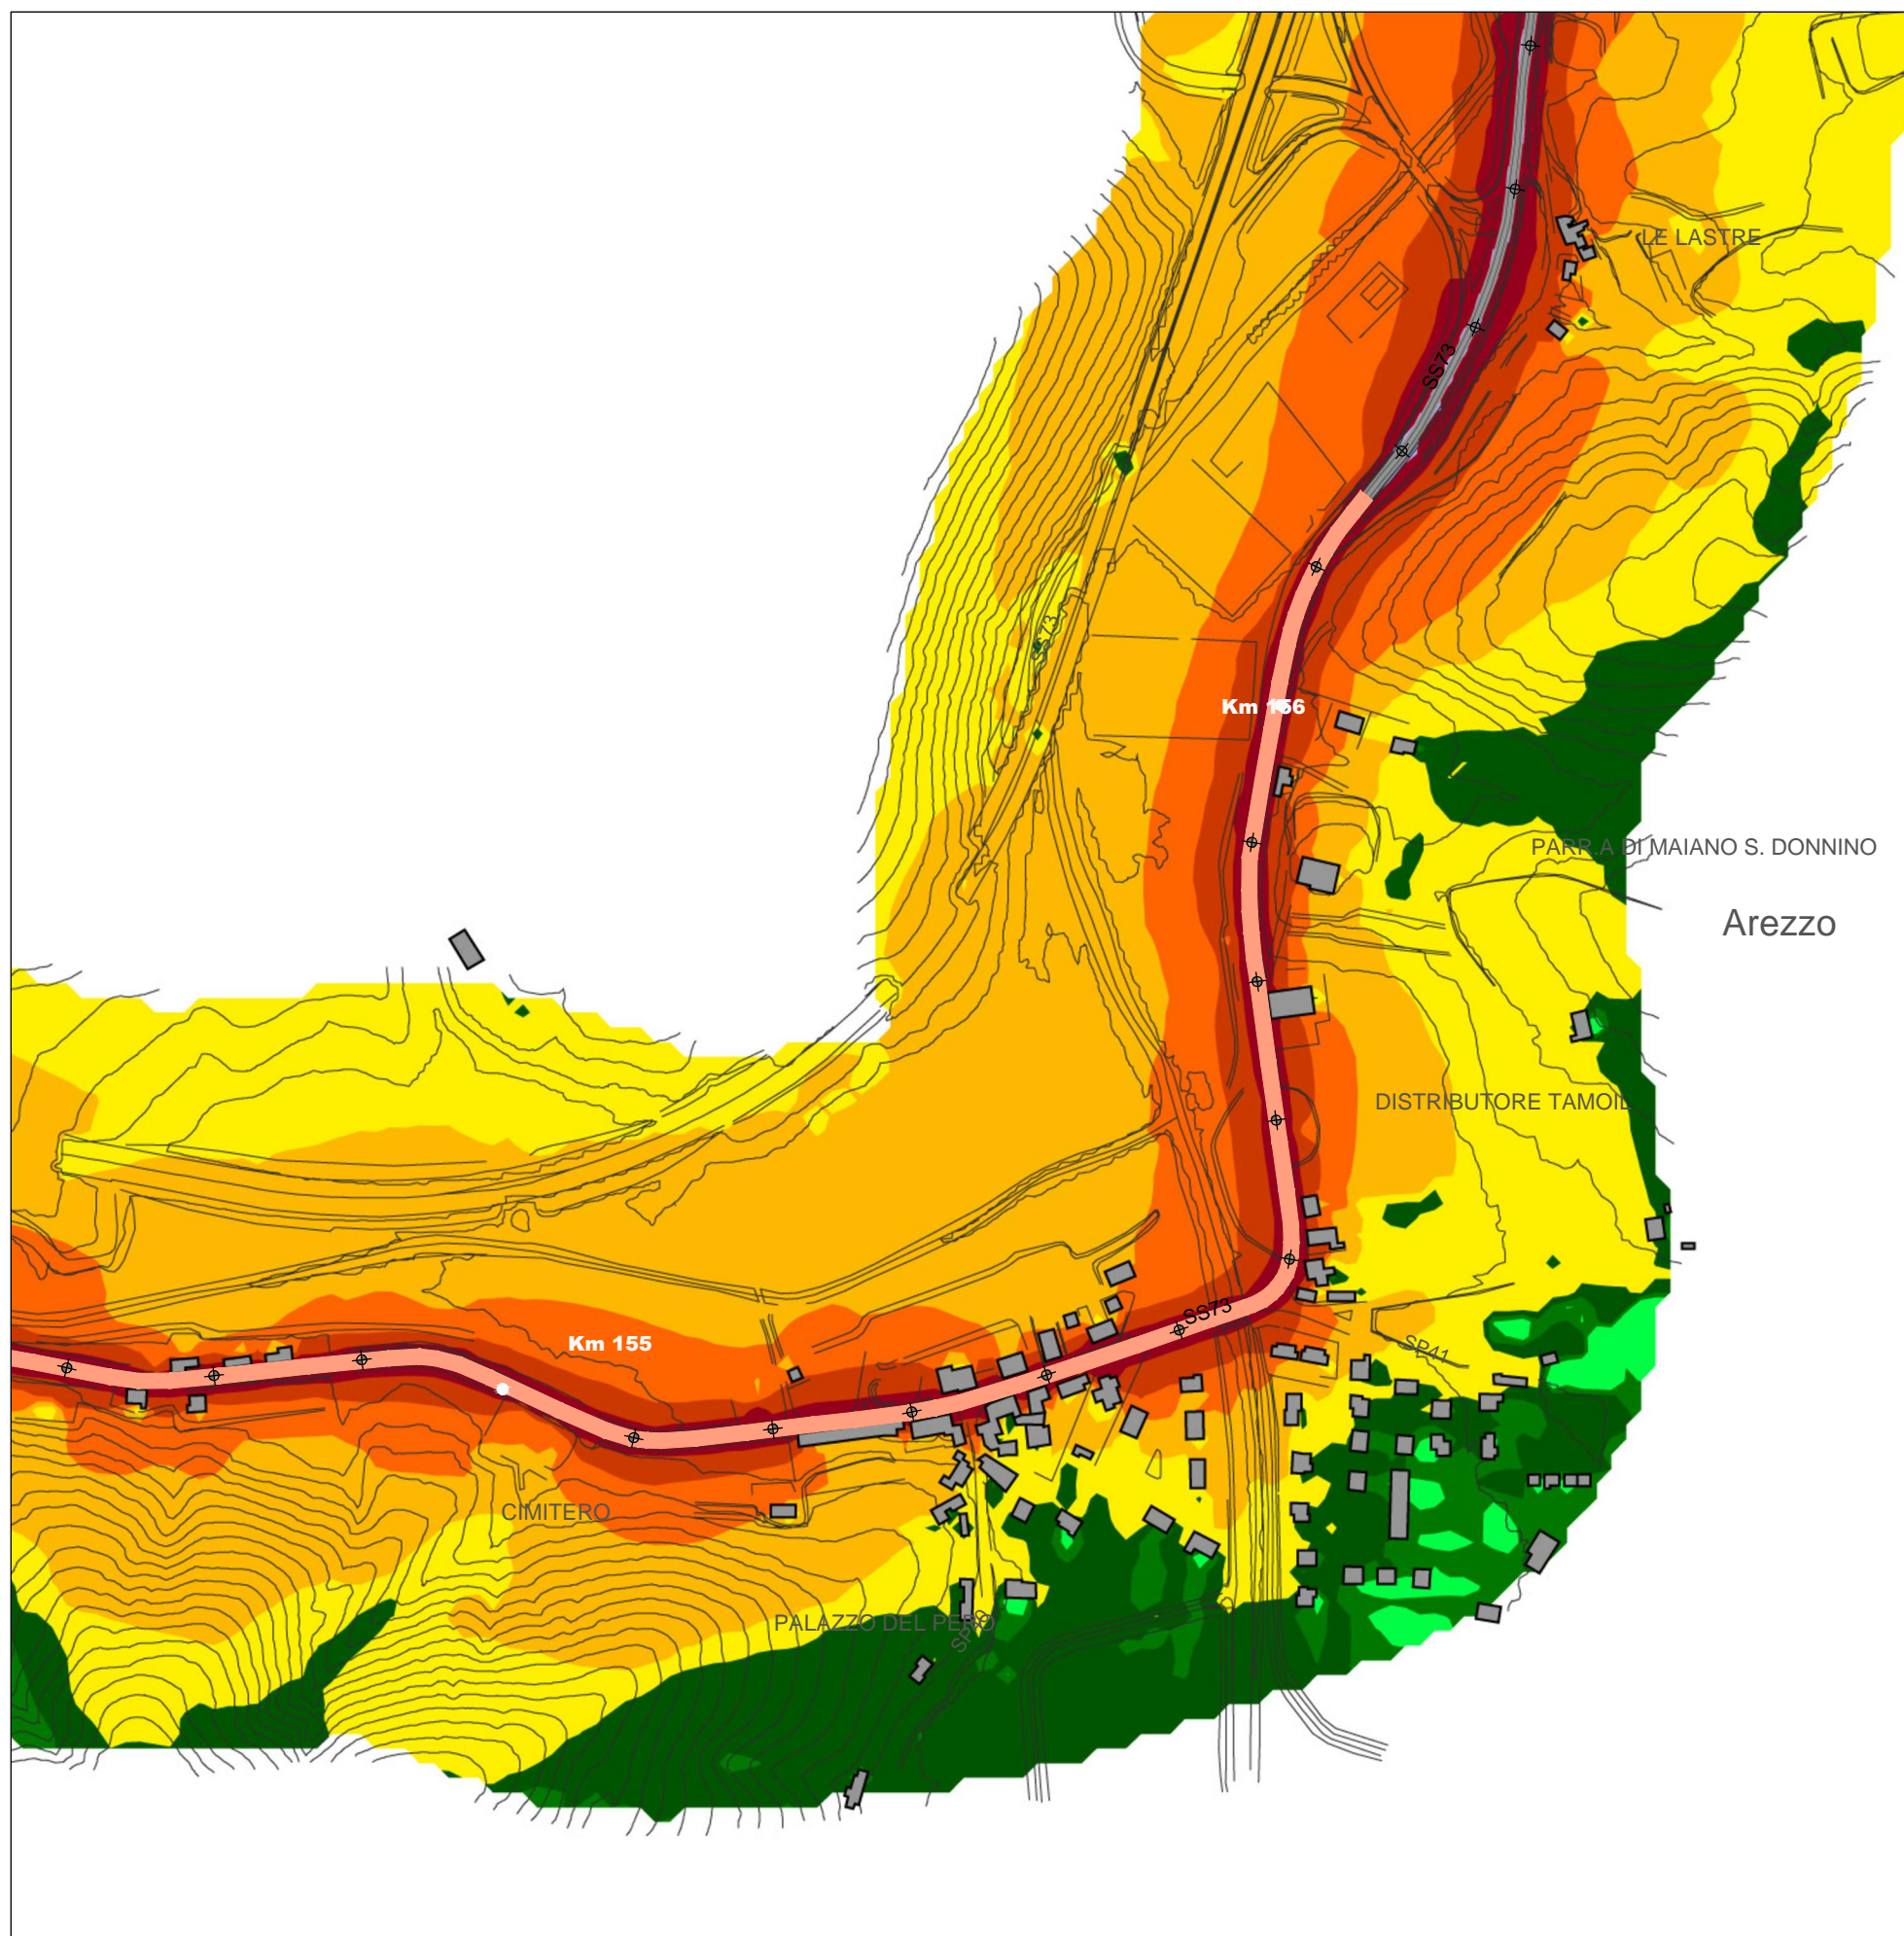 LE LASTRE
SS73
SS73
Km 156
PARR.A DI MAIANO S. DONNINO
Arezzo
DISTRIBUTORE TAMOIL
SS73
Km 155
SP41
CIMITERO
PALAZZO DEL PERO